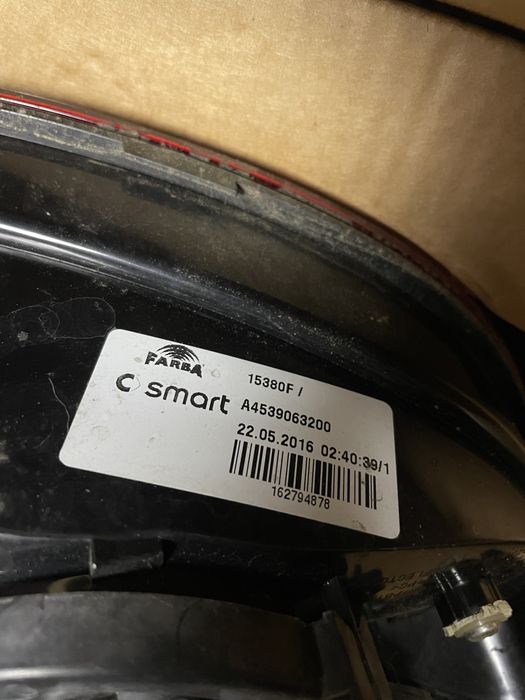 FARBA
15380F /
smart
A4539063200
22.05.2016 02:40:39/1
162794878